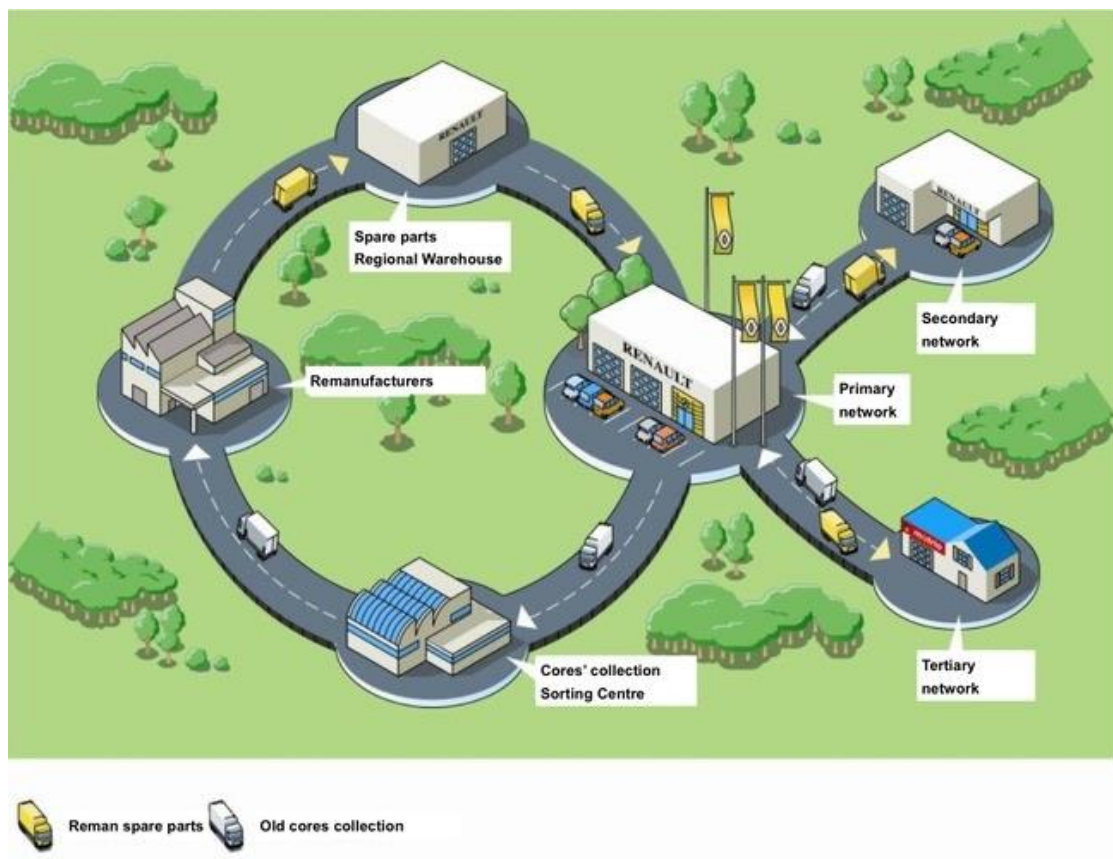 RENAULT
Spare parts
Regional Warehouse
RENAULT
Secondary
network
RENAULT
Remanufacturers
Primary
network
Cores' collection
Sorting Centre
Tertiary
network
Reman spare parts
Old cores collection